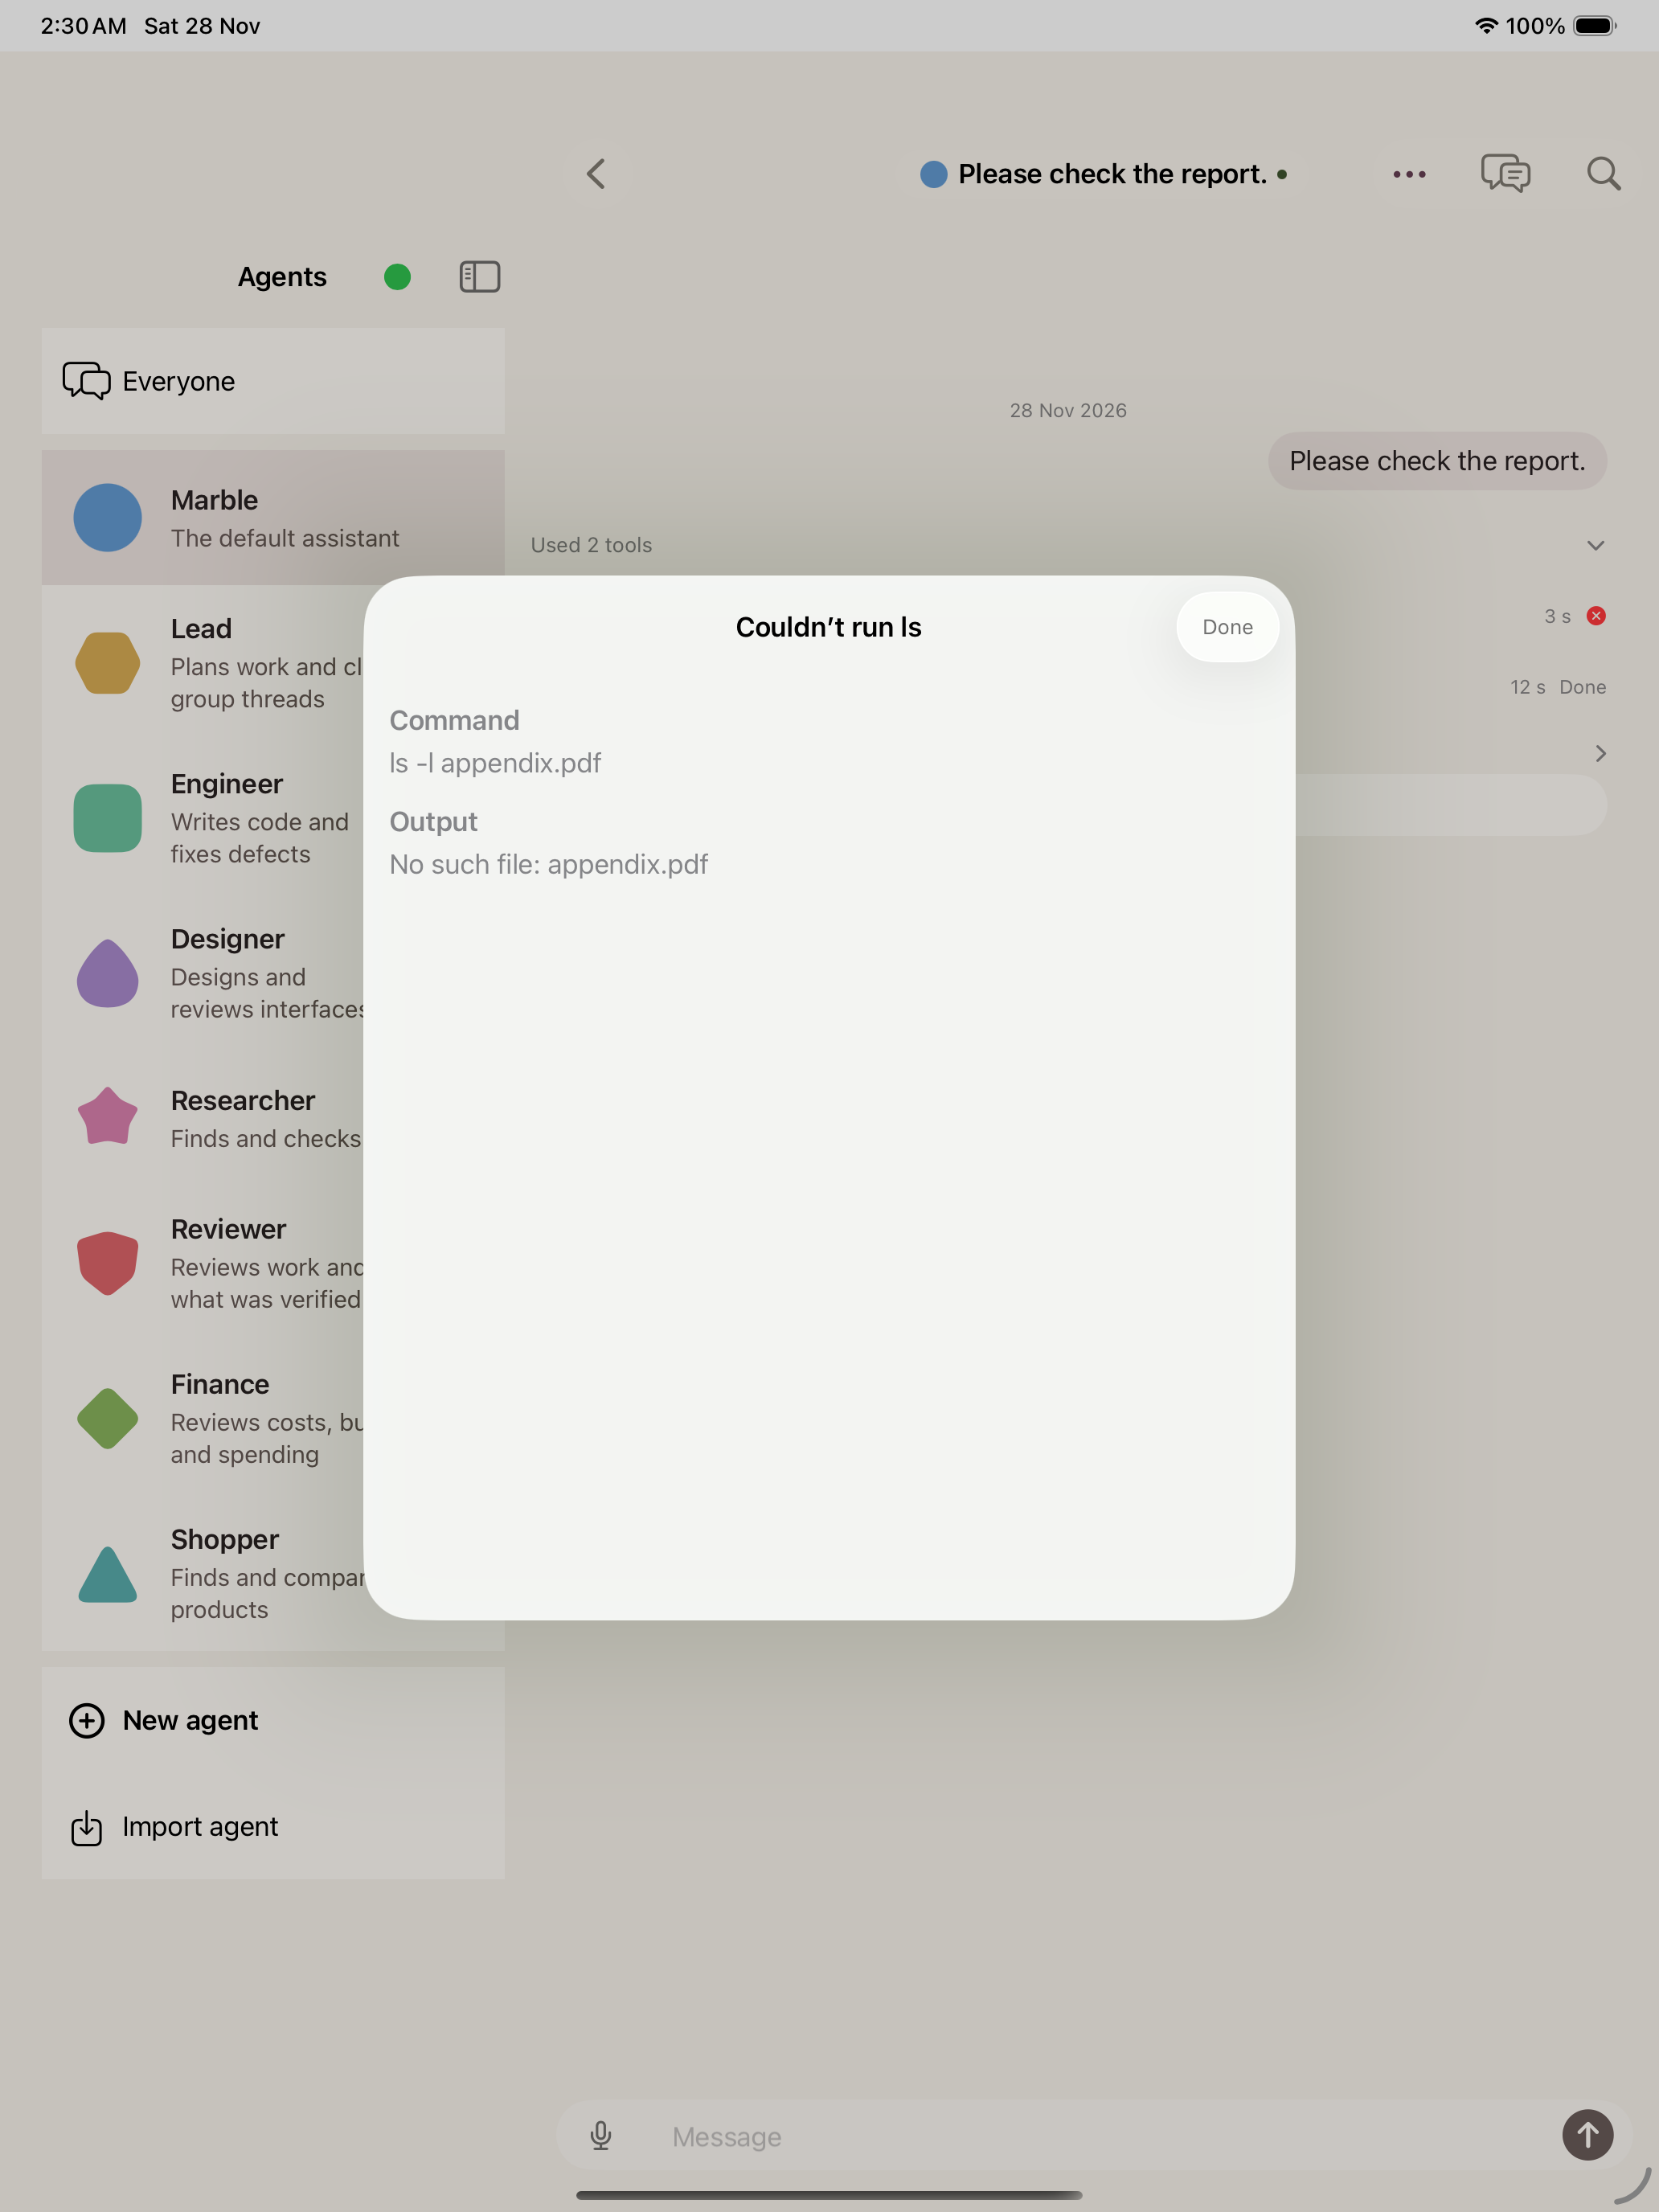 2:30 AM Sat 28 Nov
100%
Please check the report.
Agents
Everyone
28 Nov 2026
Please check the report.
Marble
The default assistant
Used 2 tools
Lead
Plans work and
group threads
3 s
12 s Done
Couldn't run ls
Done
Command
ls -l appendix.pdf
Output
No such file: appendix.pdf
Engineer
Writes code and
fixes defects
Designer
Designs and
reviews interfaces
Researcher
Finds and checks
Reviewer
Reviews work and
what was verified
Finance
Reviews costs,
and spending
Shopper
Finds and
products
New agent
Import agent
Message